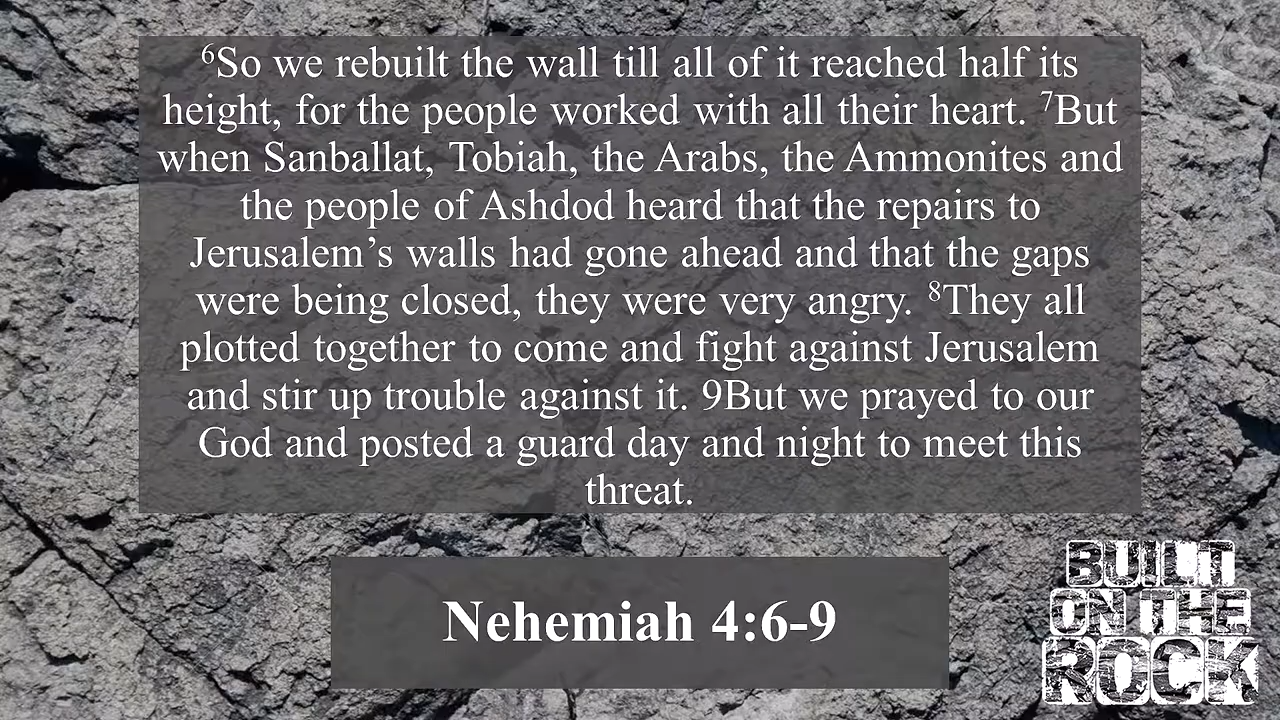 ⁶So we rebuilt the wall till all of it reached half its
height, for the people worked with all their heart. ⁷But
when Sanballat, Tobiah, the Arabs, the Ammonites and
the people of Ashdod heard that the repairs to
Jerusalem’s walls had gone ahead and that the gaps
were being closed, they were very angry. ⁸They all
plotted together to come and fight against Jerusalem
and stir up trouble against it. 9But we prayed to our
God and posted a guard day and night to meet this
threat.
Nehemiah 4:6-9
BUILT
ON THE
ROCK